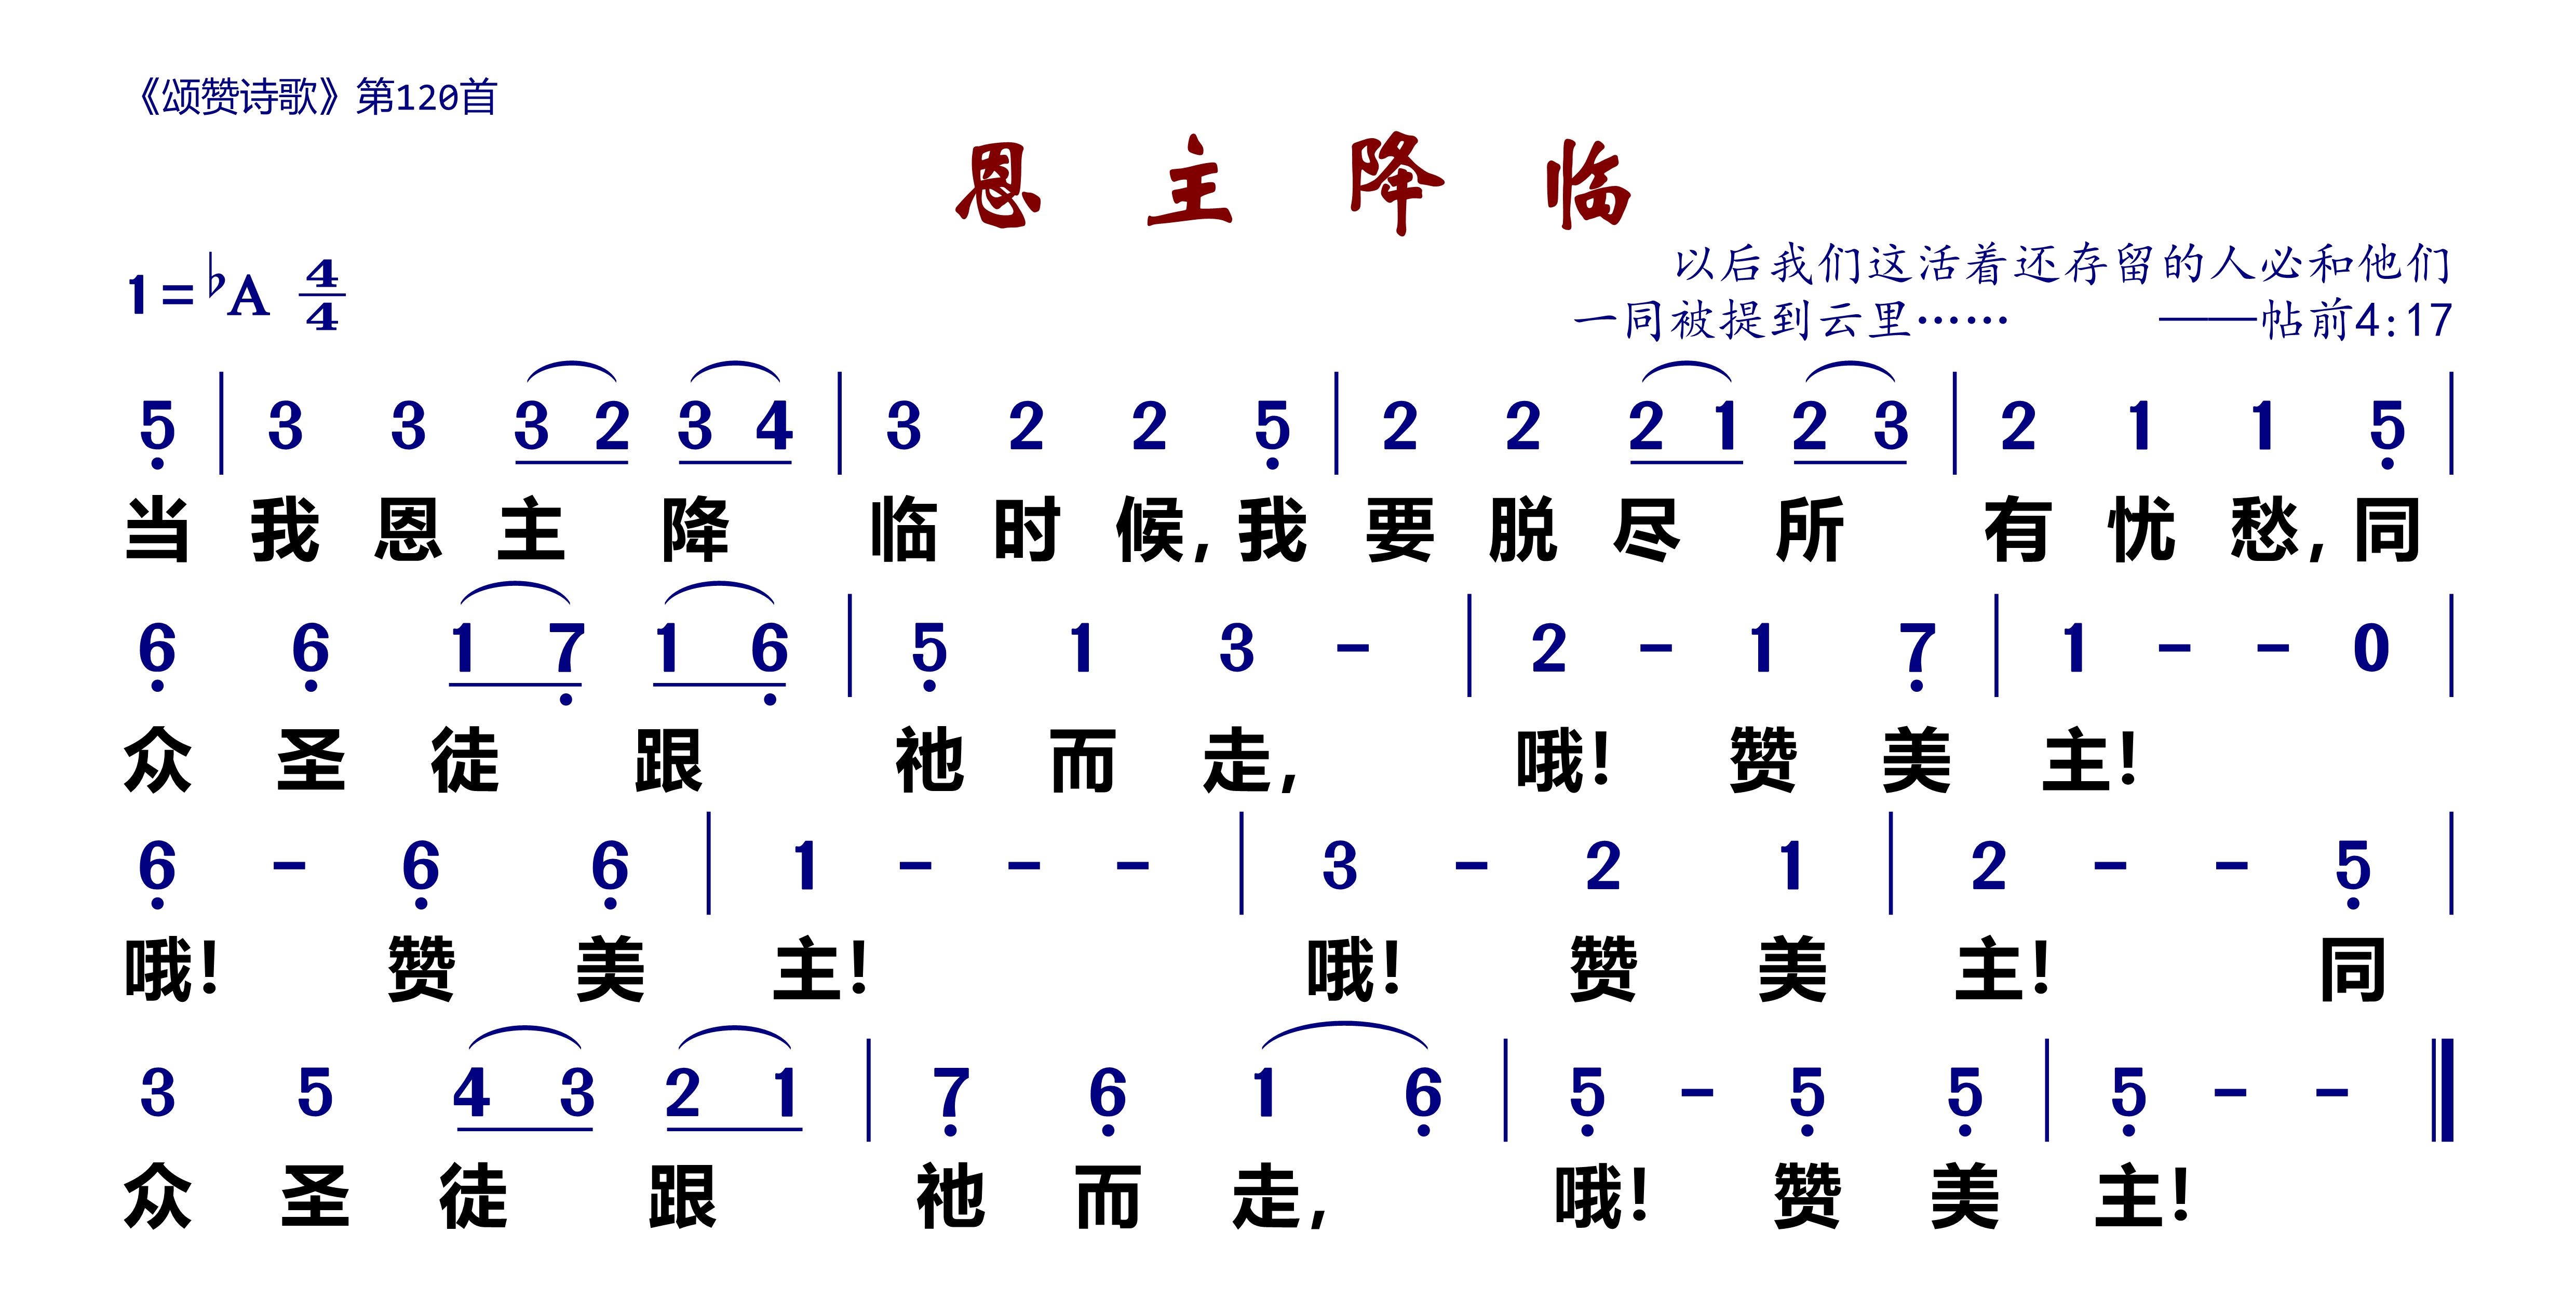 《颂赞诗歌》第120首
恩主降临
1=♭A 4/4
以后我们这活着还存留的人必和他们
一同被提到云里…… ——帖前4:17
5̣ | 3 3 3 2 3 4 | 3 2 2 5̣ | 2 2 2 1 2 3 | 2 1 1 5̣ |
当我恩主降临时候,我要脱尽所有忧愁,同
6̣ 6̣ 1 7̣ 1 6̣ | 5̣ 1 3 - | 2 - 1 7̣ | 1 - - 0 |
众圣徒跟祂而走, 哦!赞美主!
6̣ - 6̣ 6̣ | 1 - - - | 3 - 2 1 | 2 - - 5̣ |
哦!赞美主! 哦!赞美主! 同
3 5 4 3 2 1 | 7̣ 6̣ 1 6̣ | 5̣ - 5̣ 5̣ | 5̣ - - ‖
众圣徒跟祂而走, 哦!赞美主!